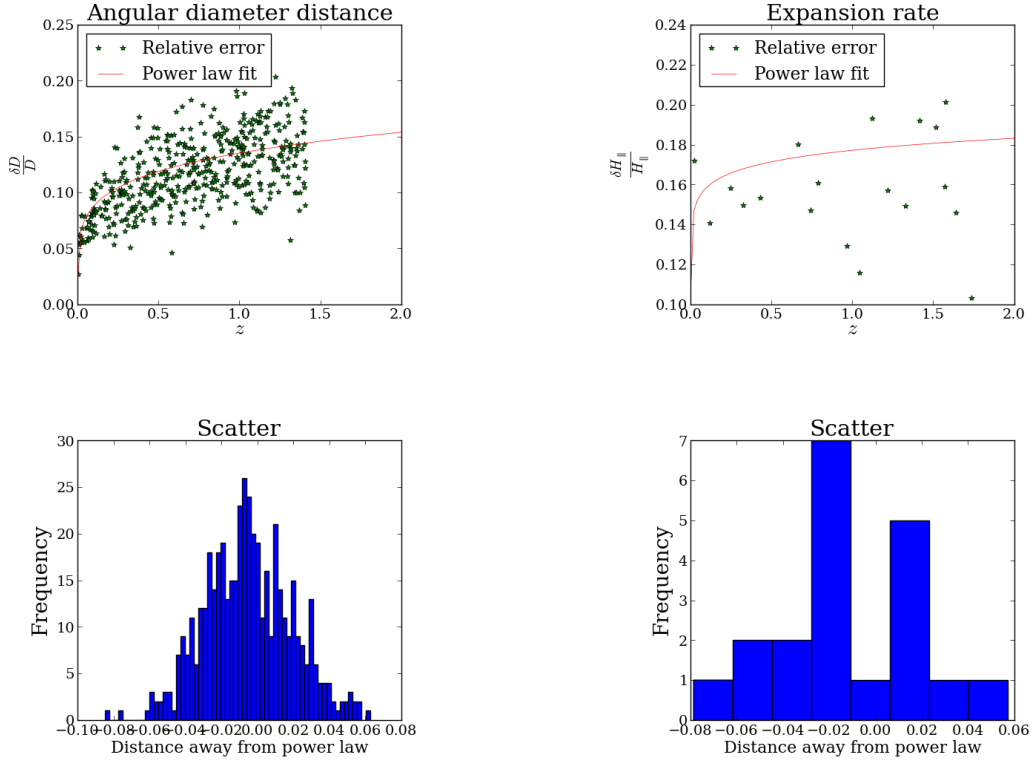 Angular diameter distance
0.25
0.20
0.15
0.10
0.05
0.00
δD
D
Relative error
Power law fit
0.0 0.5 1.0 1.5 2.0
z
Expansion rate
0.24
0.22
0.20
0.18
0.16
0.14
0.12
0.10
δH∥
H∥
Relative error
Power law fit
0.0 0.5 1.0 1.5 2.0
z
Scatter
30
25
20
15
10
5
0
Frequency
−0.10 −0.08 −0.06 −0.04 −0.02 0.00 0.02 0.04 0.06 0.08
Distance away from power law
Scatter
7
6
5
4
3
2
1
0
Frequency
−0.08 −0.06 −0.04 −0.02 0.00 0.02 0.04 0.06
Distance away from power law